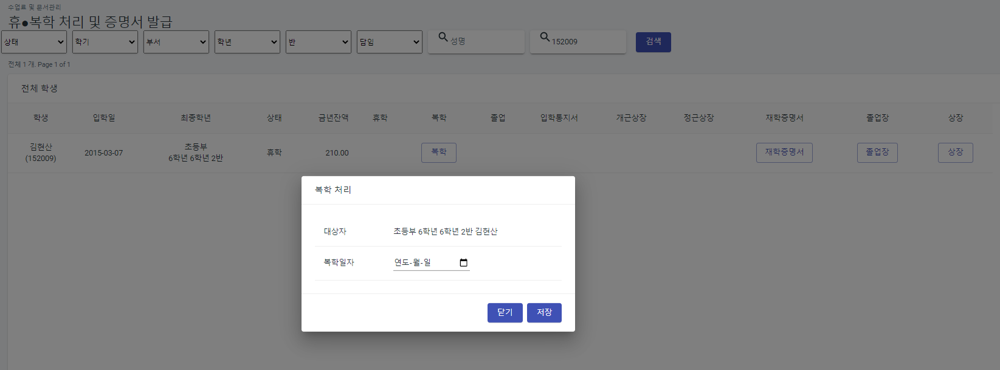 수업료 및 문서관리
휴●복학 처리 및 증명서 발급
상태 학기 부서 학년 반 담임 성명 152009 검색
전체 1 개. Page 1 of 1
전체 학생
학생 입학일 최종학년 상태 금년잔액 휴학 복학 졸업 입학통지서 개근상장 정근상장 재학증명서 졸업장 상장
김현산 초등부
(152009) 2015-03-07 6학년 6학년 2반 휴학 210.00 복학 재학증명서 졸업장 상장
복학 처리
대상자 초등부 6학년 6학년 2반 김현산
복학일자 연도-월-일
닫기 저장